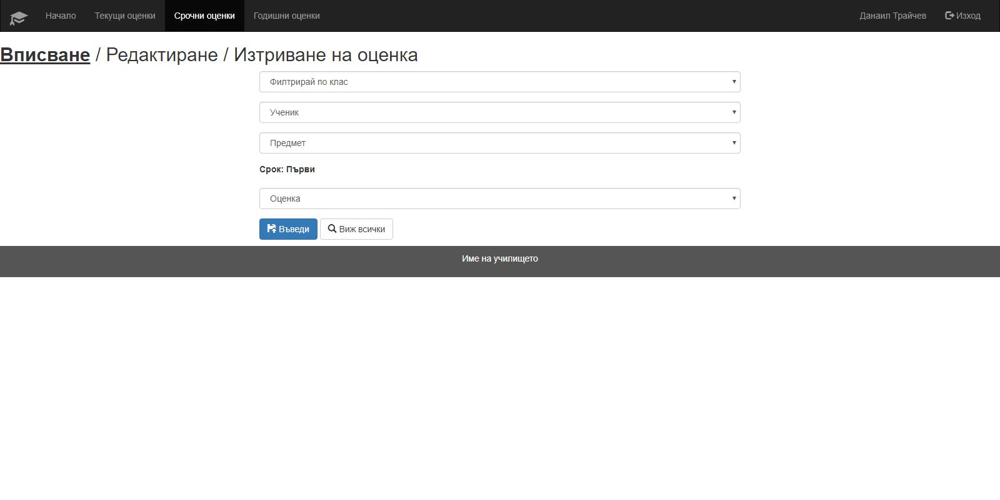 Начало Текущи оценки Срочни оценки Годишни оценки Данаил Трайчев Изход
Вписване / Редактиране / Изтриване на оценка
Филтрирай по клас
Ученик
Предмет
Срок: Първи
Оценка
Въведи Виж всички
Име на училището